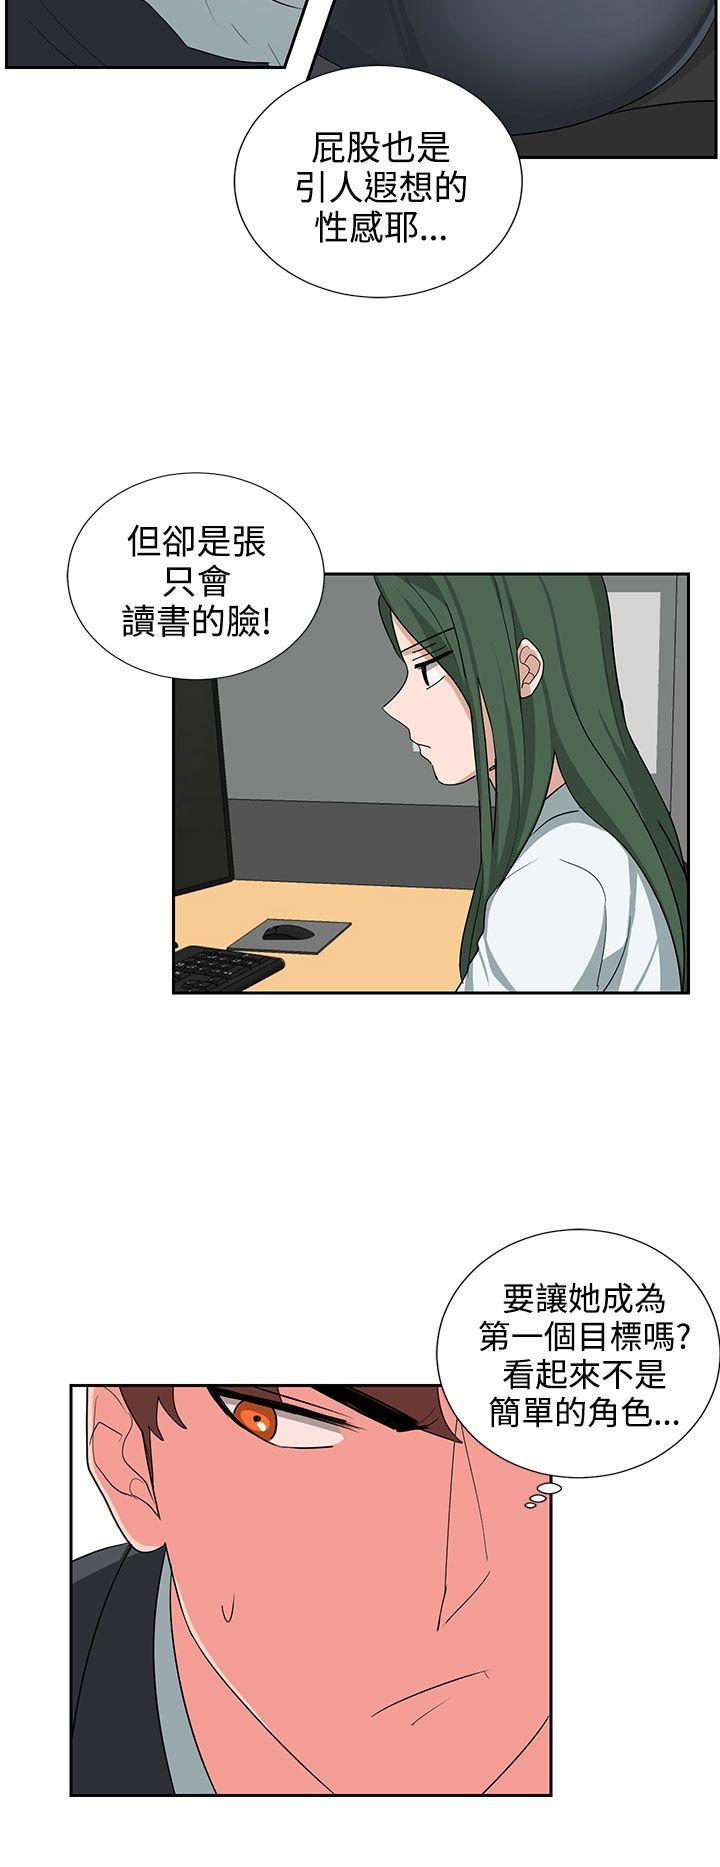 屁股也是
引人遐想的
性感耶...
但卻是張
只會
讀書的臉!
要讓她成為
第一個目標嗎?
看起來不是
簡單的角色...